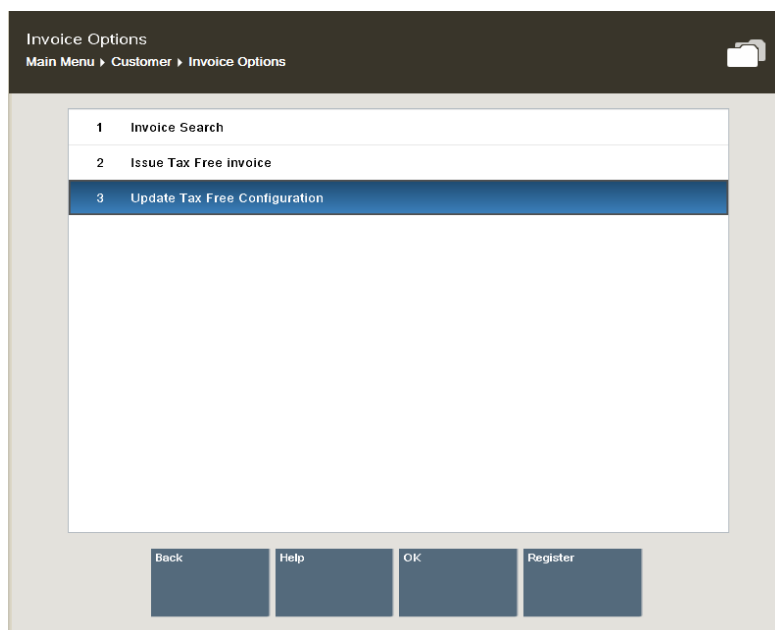 Invoice Options
Main Menu ▸ Customer ▸ Invoice Options
1 Invoice Search
2 Issue Tax Free invoice
3 Update Tax Free Configuration
Back Help OK Register